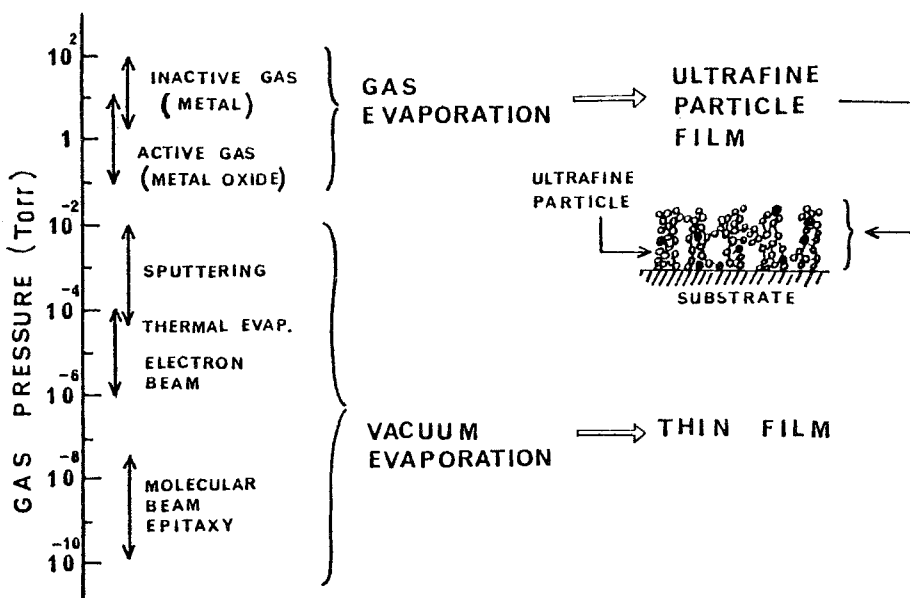 GAS PRESSURE (Torr)
10²
1
10⁻²
10⁻⁴
10⁻⁶
10⁻⁸
10⁻¹⁰
INACTIVE GAS
(METAL)
ACTIVE GAS
(METAL OXIDE)
SPUTTERING
THERMAL EVAP.
ELECTRON
BEAM
MOLECULAR
BEAM
EPITAXY
GAS
EVAPORATION
VACUUM
EVAPORATION
ULTRAFINE
PARTICLE
FILM
ULTRAFINE
PARTICLE
SUBSTRATE
THIN FILM